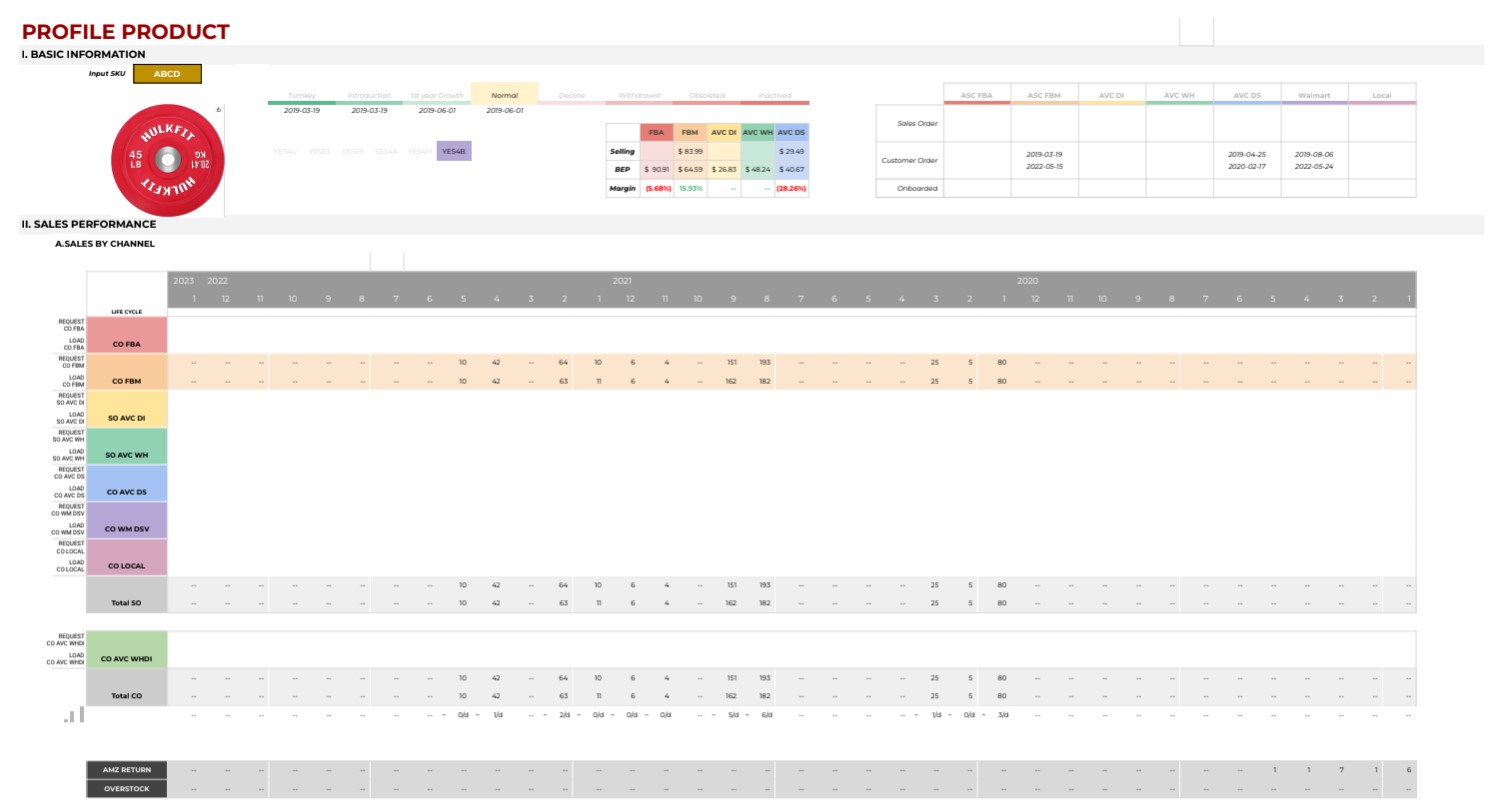 PROFILE PRODUCT
I. BASIC INFORMATION
Input SKU ABCD
Turnkey Introduction 1st year Growth Normal Decline Withdrawed Obsoleted Inactived
2019-03-19 2019-03-19 2019-06-01 2019-06-01
YES4V YES5B YES4A YES4M YES4B
HULKFIT
45 LB
20.41 KG
HULKFIT
FBA FBM AVC DI AVC WH AVC DS
Selling $ 83.99 $ 29.49
BEP $ 90.91 $ 64.59 $ 26.83 $ 48.24 $ 40.67
Margin (5.68%) 15.93% -- -- (28.26%)
ASC FBA ASC FBM AVC DI AVC WH AVC DS Walmart Local
Sales Order
Customer Order 2019-03-19 2019-04-25 2019-08-06
2022-05-15 2020-02-17 2022-05-24
Onboarded
II. SALES PERFORMANCE
A.SALES BY CHANNEL
2023 2022 2021 2020
1 12 11 10 9 8 7 6 5 4 3 2 1 12 11 10 9 8 7 6 5 4 3 2 1 12 11 10 9 8 7 6 5 4 3 2 1
LIFE CYCLE
REQUEST CO FBA
LOAD CO FBA
CO FBA
REQUEST CO FBM -- -- -- -- -- -- -- -- 10 42 -- 64 10 6 4 -- 151 193 -- -- -- -- 25 5 80 -- -- -- -- -- -- -- -- -- -- -- --
LOAD CO FBM CO FBM -- -- -- -- -- -- -- -- 10 42 -- 63 11 6 4 -- 162 182 -- -- -- -- 25 5 80 -- -- -- -- -- -- -- -- -- -- -- --
REQUEST SO AVC DI
LOAD SO AVC DI
SO AVC DI
REQUEST SO AVC WH
LOAD SO AVC WH
SO AVC WH
REQUEST CO AVC DS
LOAD CO AVC DS
CO AVC DS
REQUEST CO WM DSV
LOAD CO WM DSV
CO WM DSV
REQUEST CO LOCAL
LOAD CO LOCAL
CO LOCAL
-- -- -- -- -- -- -- -- 10 42 -- 64 10 6 4 -- 151 193 -- -- -- -- 25 5 80 -- -- -- -- -- -- -- -- -- -- -- --
Total SO -- -- -- -- -- -- -- -- 10 42 -- 63 11 6 4 -- 162 182 -- -- -- -- 25 5 80 -- -- -- -- -- -- -- -- -- -- -- --
REQUEST CO AVC WHDI
LOAD CO AVC WHDI
CO AVC WHDI
-- -- -- -- -- -- -- -- 10 42 -- 64 10 6 4 -- 151 193 -- -- -- -- 25 5 80 -- -- -- -- -- -- -- -- -- -- -- --
Total CO -- -- -- -- -- -- -- -- 10 42 -- 63 11 6 4 -- 162 182 -- -- -- -- 25 5 80 -- -- -- -- -- -- -- -- -- -- -- --
-- -- -- -- -- -- -- -- – 0/d – 1/d -- – 2/d – 0/d – 0/d – 0/d -- – 5/d – 6/d -- -- -- -- – 1/d – 0/d – 3/d -- -- -- -- -- -- -- -- -- -- -- --
AMZ RETURN -- -- -- -- -- -- -- -- -- -- -- -- -- -- -- -- -- -- -- -- -- -- -- -- -- -- -- -- -- -- -- -- 1 1 7 1 6
OVERSTOCK -- -- -- -- -- -- -- -- -- -- -- -- -- -- -- -- -- -- -- -- -- -- -- -- -- -- -- -- -- -- -- -- -- -- -- -- --